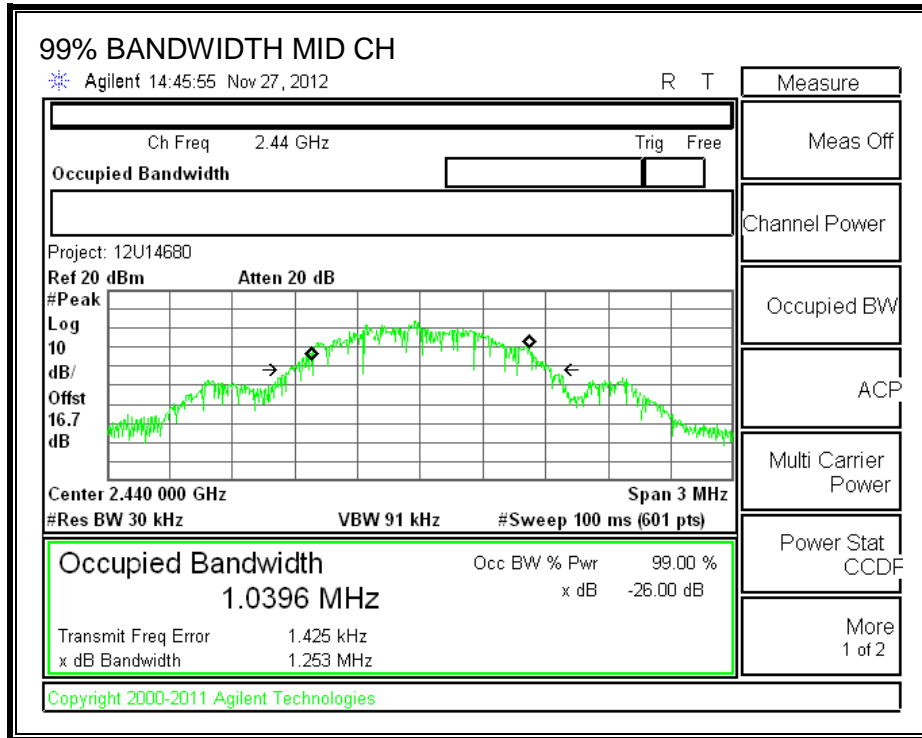 99% BANDWIDTH MID CH
Agilent 14:45:55 Nov 27, 2012 R T
Measure
Ch Freq 2.44 GHz Trig Free
Occupied Bandwidth
Meas Off
Channel Power
Project: 12U14680
Ref 20 dBm Atten 20 dB
#Peak
Log
10
dB/
Offst
16.7
dB
Occupied BW
ACP
Center 2.440 000 GHz Span 3 MHz
#Res BW 30 kHz VBW 91 kHz #Sweep 100 ms (601 pts)
Multi Carrier
Power
Occupied Bandwidth Occ BW % Pwr 99.00 %
1.0396 MHz x dB -26.00 dB
Transmit Freq Error 1.425 kHz
x dB Bandwidth 1.253 MHz
Power Stat
CCDF
More
1 of 2
Copyright 2000-2011 Agilent Technologies